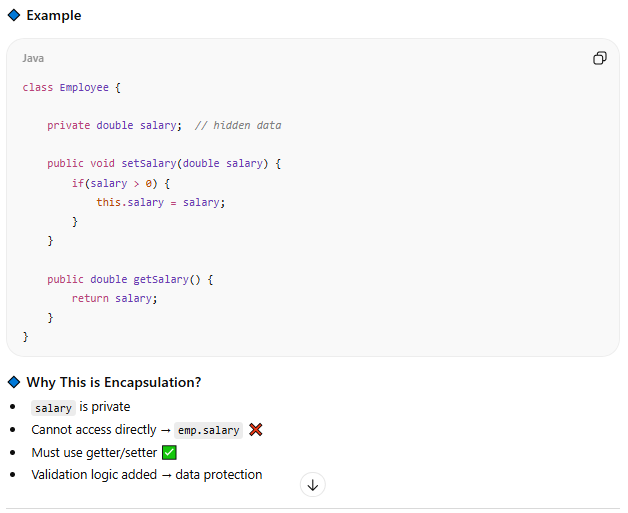 Example
Java
class Employee {
private double salary;  // hidden data
public void setSalary(double salary) {
if(salary > 0) {
this.salary = salary;
}
}
public double getSalary() {
return salary;
}
}
Why This is Encapsulation?
salary is private
Cannot access directly → emp.salary ❌
Must use getter/setter ✅
Validation logic added → data protection